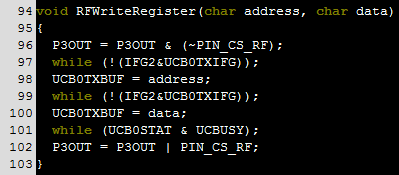 94 void RFWriteRegister(char address, char data)
95 {
96   P3OUT = P3OUT & (~PIN_CS_RF);
97   while (!(IFG2&UCB0TXIFG));
98   UCB0TXBUF = address;
99   while (!(IFG2&UCB0TXIFG));
100   UCB0TXBUF = data;
101   while (UCB0STAT & UCBUSY);
102   P3OUT = P3OUT | PIN_CS_RF;
103 }